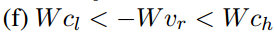 (f) $Wc_l < -Wv_r < Wc_h$